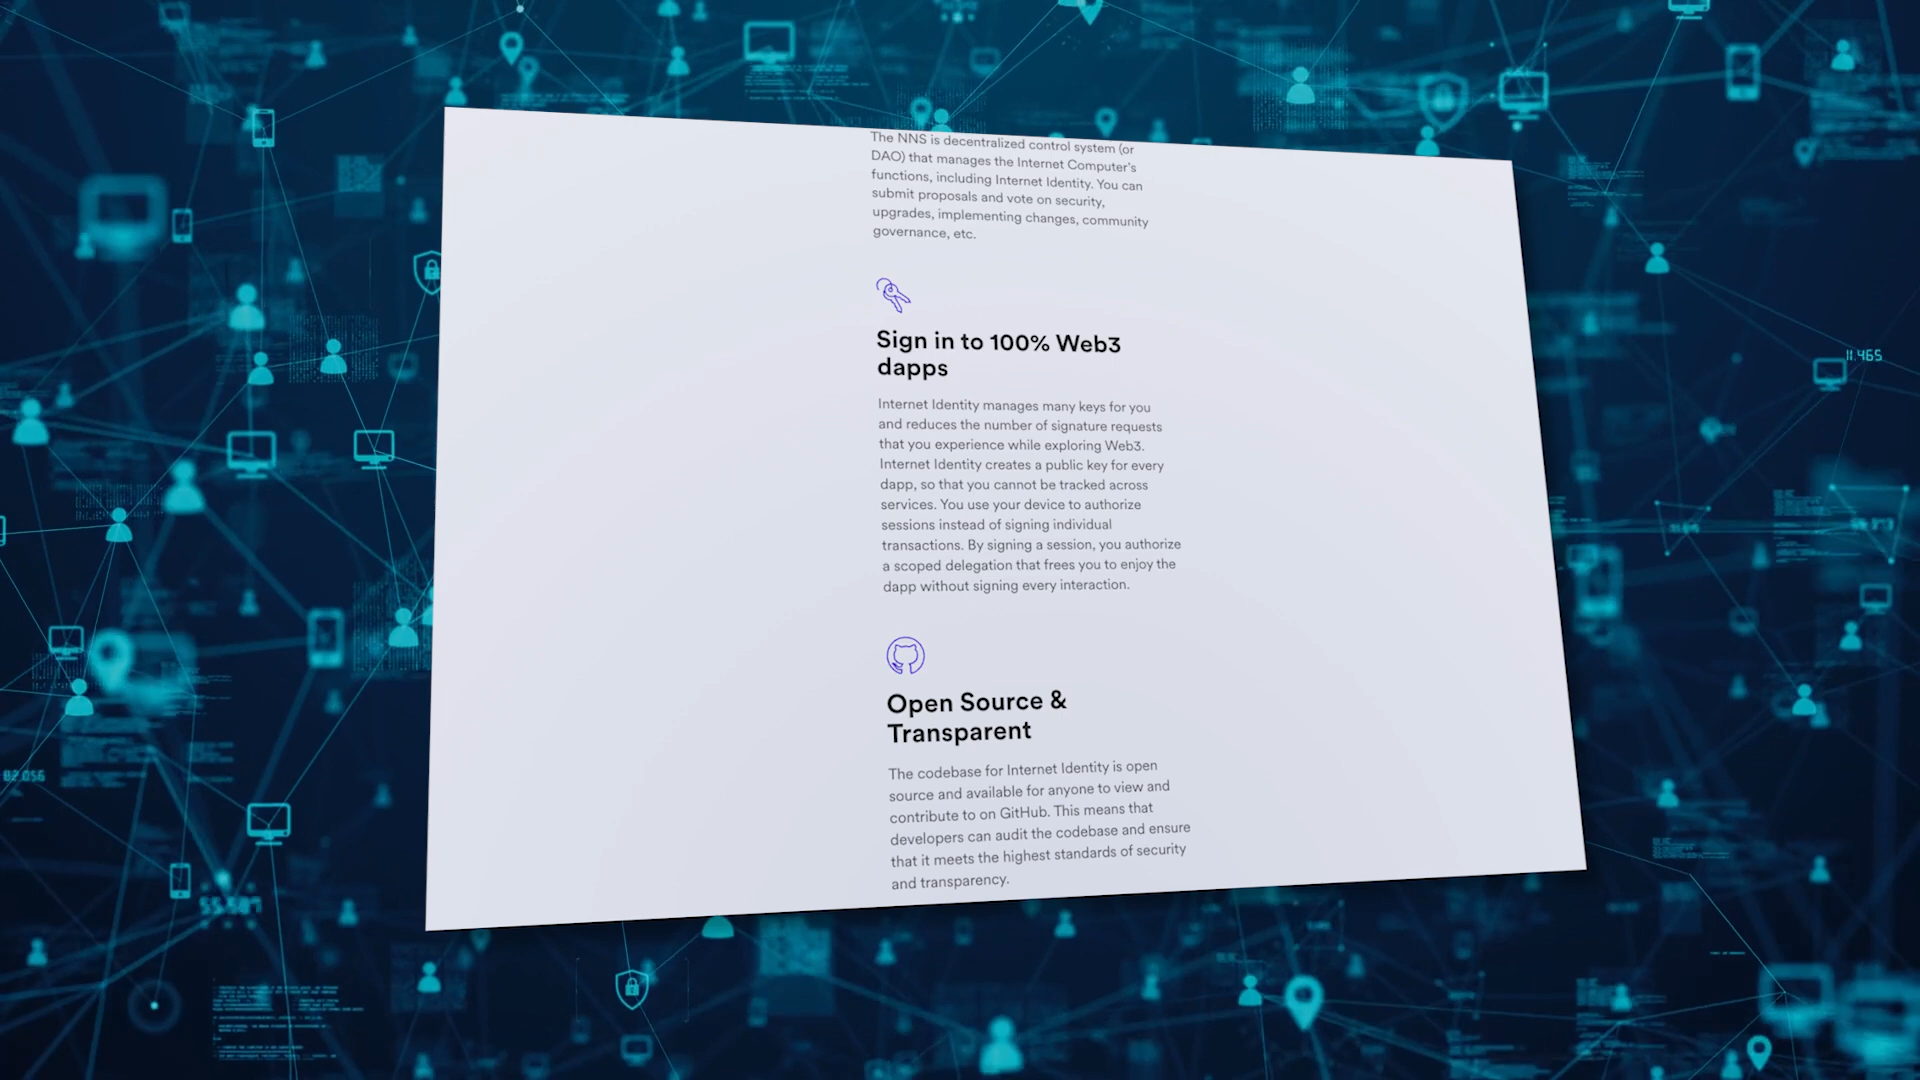 The NNS is decentralized control system (or
DAO) that manages the Internet Computer's
functions, including Internet Identity. You can
submit proposals and vote on security,
upgrades, implementing changes, community
governance, etc.
Sign in to 100% Web3
dapps
Internet Identity manages many keys for you
and reduces the number of signature requests
that you experience while exploring Web3.
Internet Identity creates a public key for every
dapp, so that you cannot be tracked across
services. You use your device to authorize
sessions instead of signing individual
transactions. By signing a session, you authorize
a scoped delegation that frees you to enjoy the
dapp without signing every interaction.
Open Source &
Transparent
The codebase for Internet Identity is open
source and available for anyone to view and
contribute to on GitHub. This means that
developers can audit the codebase and ensure
that it meets the highest standards of security
and transparency.
11.465
82.056